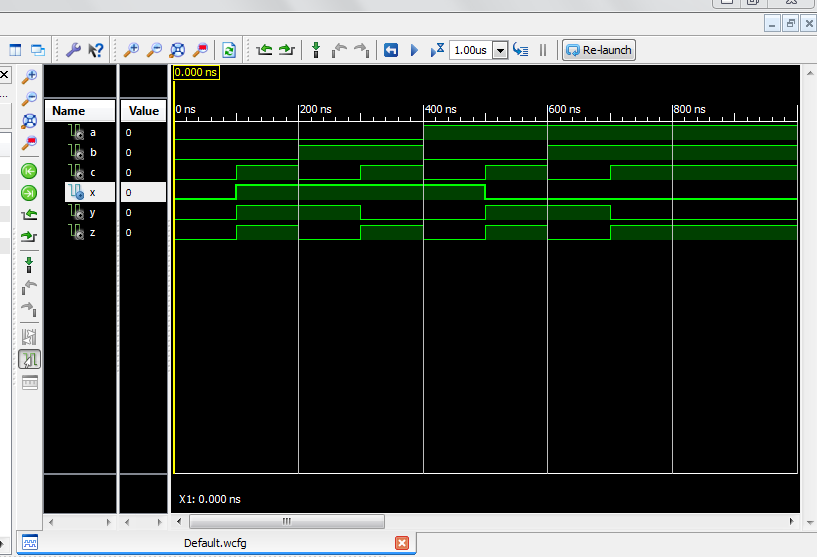 1.00us
Re-launch
0.000 ns
Name
Value
0 ns
200 ns
400 ns
600 ns
800 ns
a
0
b
0
c
0
x
0
y
0
z
0
X1: 0.000 ns
Default.wcfg